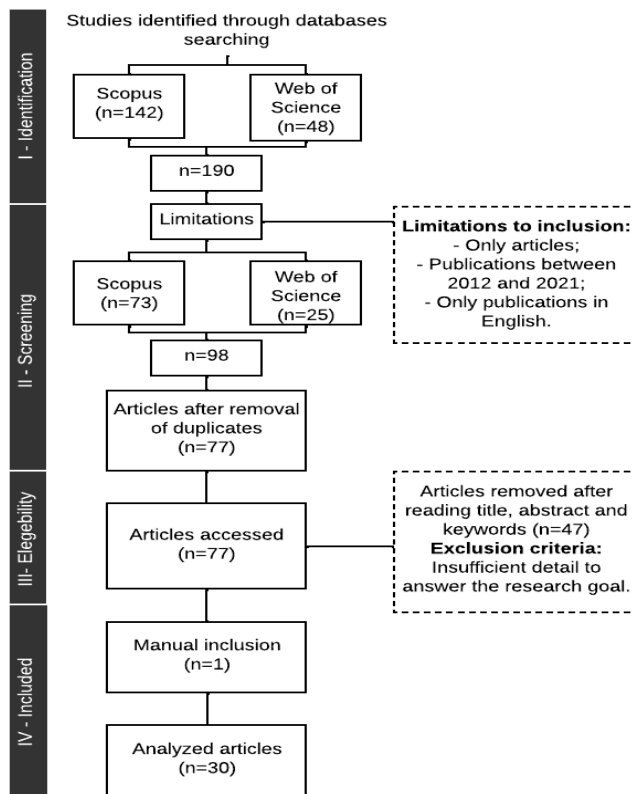 Studies identified through databases
searching
I - Identification
Scopus
(n=142)
Web of
Science
(n=48)
n=190
Limitations
Limitations to inclusion:
- Only articles;
- Publications between
2012 and 2021;
- Only publications in
English.
II - Screening
Scopus
(n=73)
Web of
Science
(n=25)
n=98
Articles after removal
of duplicates
(n=77)
III- Elegebility
Articles accessed
(n=77)
Articles removed after
reading title, abstract and
keywords (n=47)
Exclusion criteria:
Insufficient detail to
answer the research goal.
IV - Included
Manual inclusion
(n=1)
Analyzed articles
(n=30)